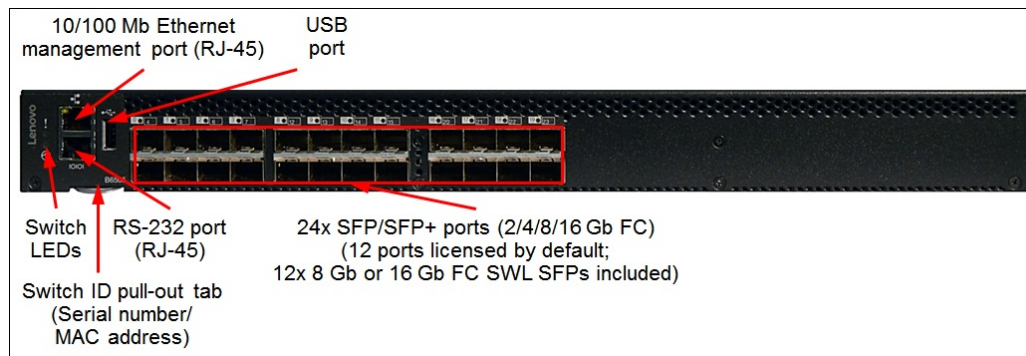 10/100 Mb Ethernet
management port (RJ-45)
USB
port
Lenovo
IOIOI
Switch
LEDs
RS-232 port
(RJ-45)
24x SFP/SFP+ ports (2/4/8/16 Gb FC)
(12 ports licensed by default;
12x 8 Gb or 16 Gb FC SWL SFPs included)
Switch ID pull-out tab
(Serial number/
MAC address)